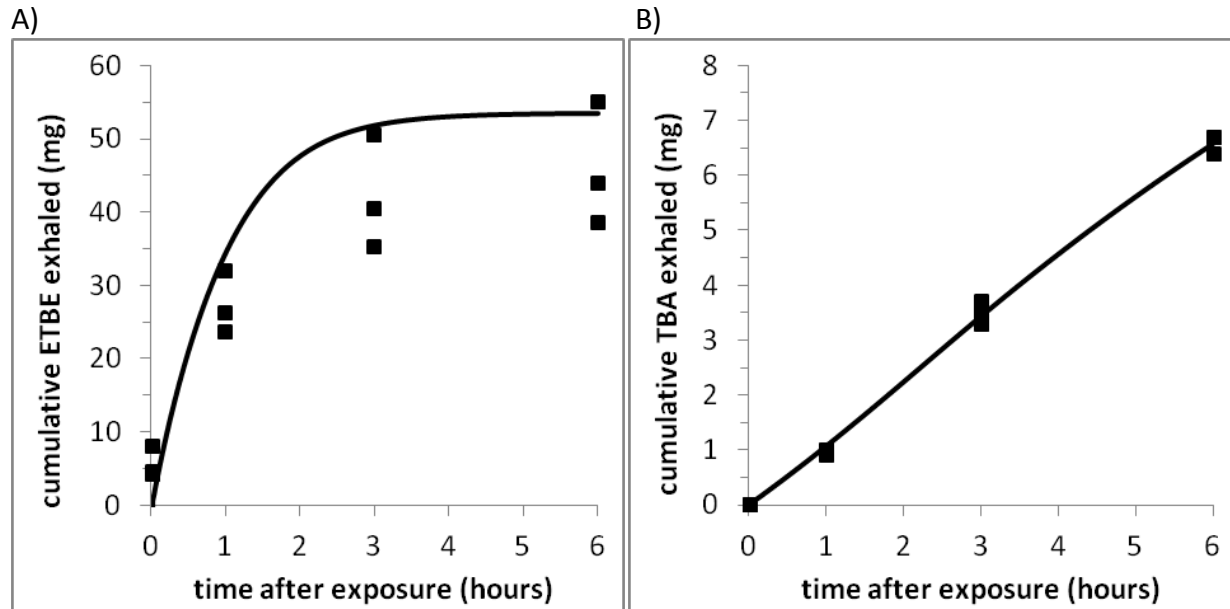 A)
60
50
40
30
20
10
0
cumulative ETBE exhaled (mg)
0 1 2 3 4 5 6
time after exposure (hours)
B)
8
7
6
5
4
3
2
1
0
cumulative TBA exhaled (mg)
0 1 2 3 4 5 6
time after exposure (hours)